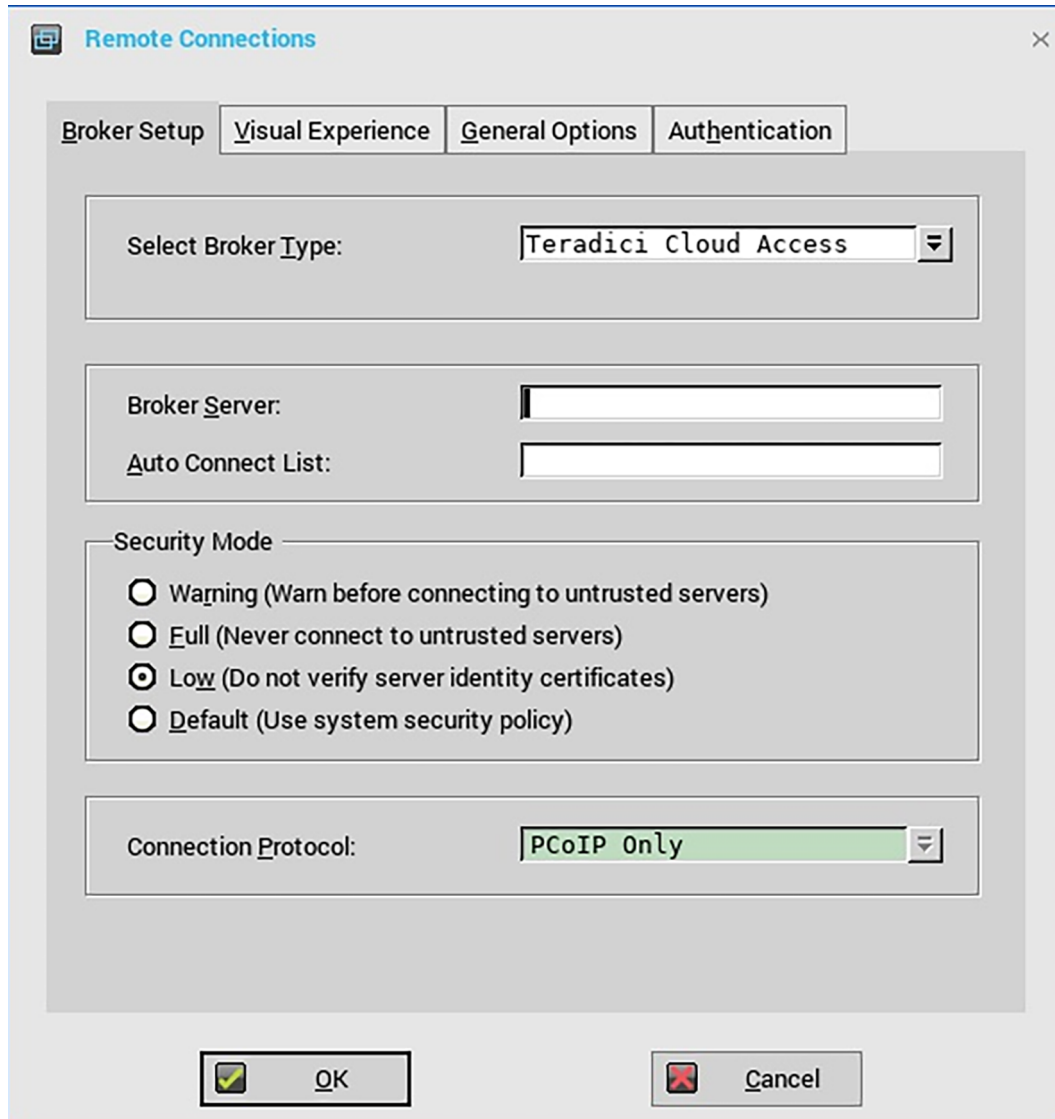 Remote Connections
Broker Setup Visual Experience General Options Authentication
Select Broker Type: Teradici Cloud Access
Broker Server:
Auto Connect List:
Security Mode
Warning (Warn before connecting to untrusted servers)
Full (Never connect to untrusted servers)
Low (Do not verify server identity certificates)
Default (Use system security policy)
Connection Protocol: PCoIP Only
OK Cancel